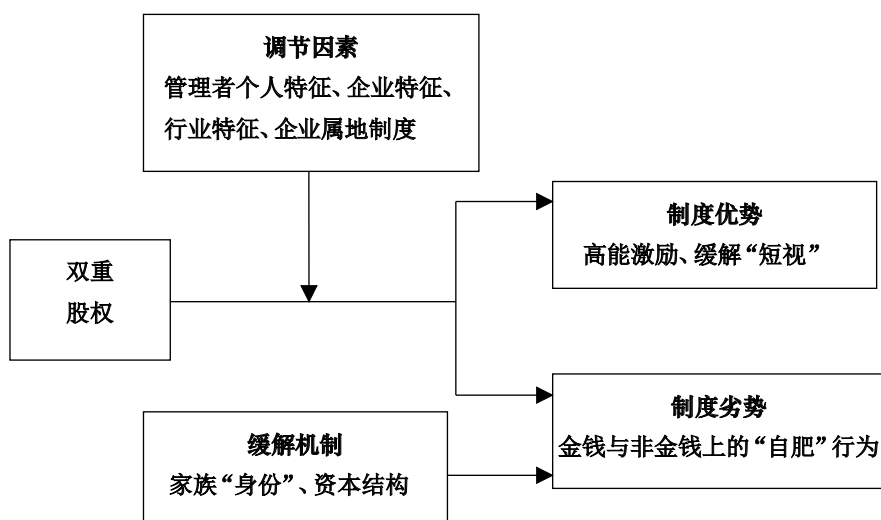 调节因素
管理者个人特征、企业特征、
行业特征、企业属地制度
双重
股权
制度优势
高能激励、缓解“短视”
制度劣势
金钱与非金钱上的“自肥”行为
缓解机制
家族“身份”、资本结构